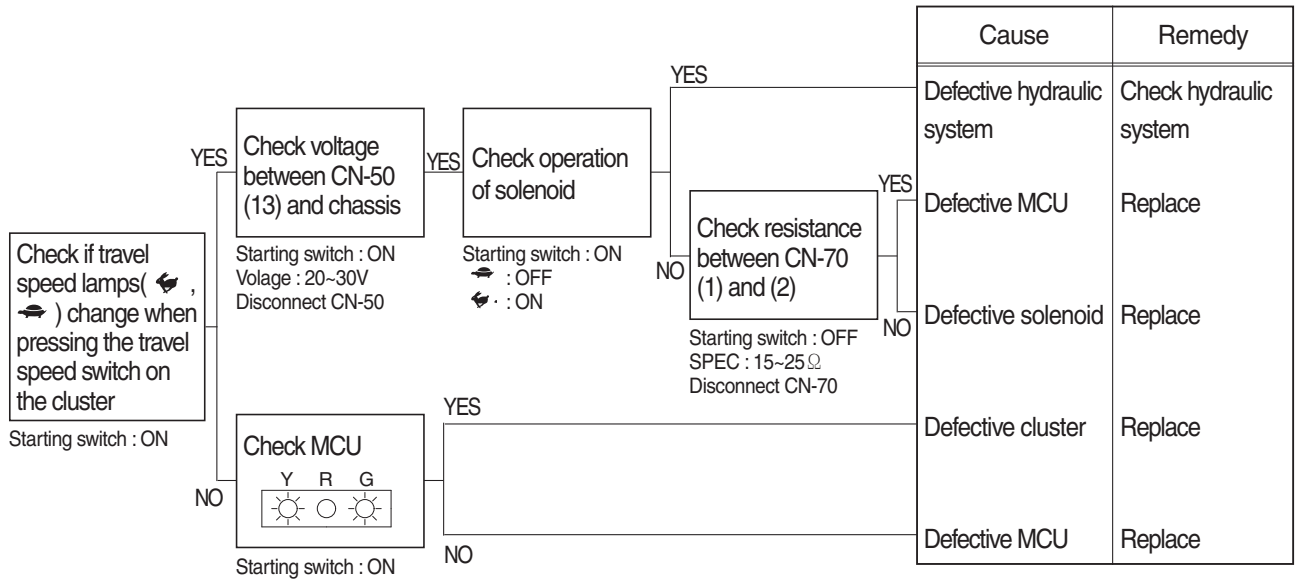 Check if travel
speed lamps( ,
) change when
pressing the travel
speed switch on
the cluster
Starting switch : ON
YES
NO
Check voltage
between CN-50
(13) and chassis
Starting switch : ON
Volage : 20~30V
Disconnect CN-50
YES
Check operation
of solenoid
Starting switch : ON
: OFF
· : ON
YES
NO
Check resistance
between CN-70
(1) and (2)
Starting switch : OFF
SPEC : 15~25Ω
Disconnect CN-70
YES
NO
Check MCU
Y R G
Starting switch : ON
YES
NO
Cause Remedy
Defective hydraulic Check hydraulic
system system
Defective MCU Replace
Defective solenoid Replace
Defective cluster Replace
Defective MCU Replace